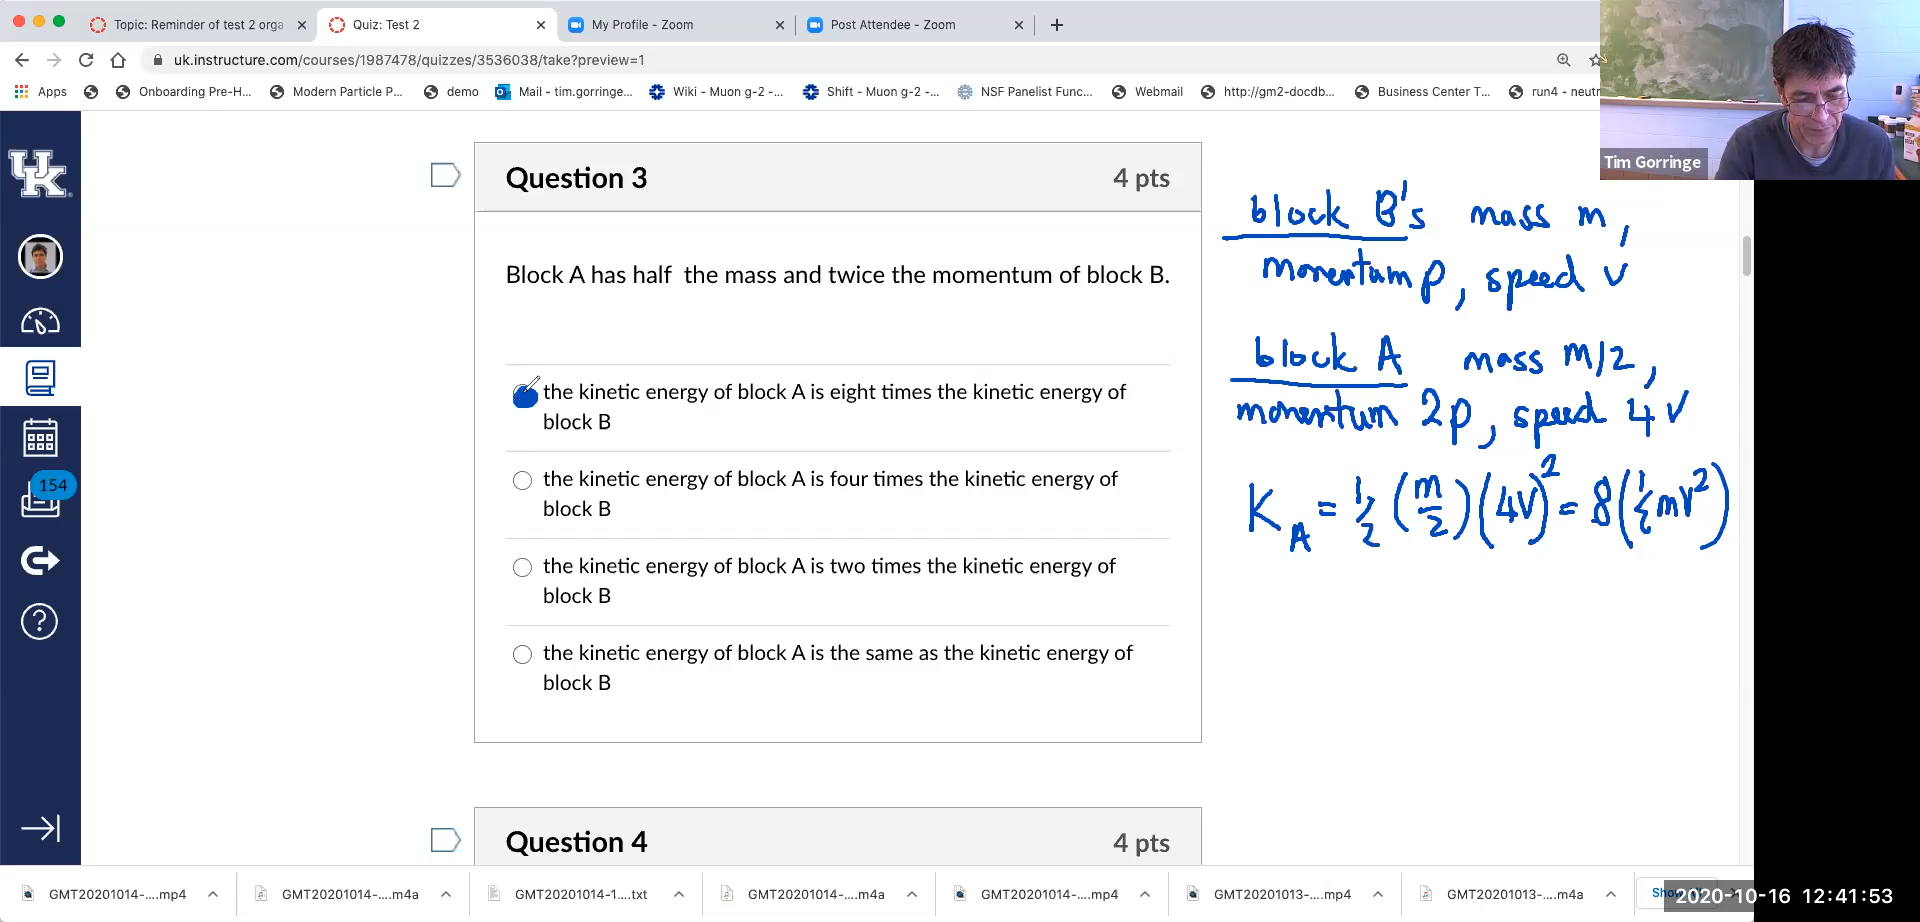 Topic: Reminder of test 2 orga
Quiz: Test 2
My Profile - Zoom
Post Attendee - Zoom
uk.instructure.com/courses/1987478/quizzes/3536038/take?preview=1
Apps
Onboarding Pre-H...
Modern Particle P...
demo
Mail - tim.gorringe...
Wiki - Muon g-2 -...
Shift - Muon g-2 -...
NSF Panelist Func...
Webmail
http://gm2-docdb...
Business Center T...
run4 - neutr
Tim Gorringe
UK
154
Question 3
4 pts
Block A has half the mass and twice the momentum of block B.
the kinetic energy of block A is eight times the kinetic energy of
block B
the kinetic energy of block A is four times the kinetic energy of
block B
the kinetic energy of block A is two times the kinetic energy of
block B
the kinetic energy of block A is the same as the kinetic energy of
block B
block B's mass m,
momentum p, speed v
block A mass m/2,
momentum 2p, speed 4v
K_A = 1/2 (m/2)(4v)^2 = 8(1/2 mv^2)
Question 4
4 pts
GMT20201014-....mp4
GMT20201014-....m4a
GMT20201014-1....txt
GMT20201014-....m4a
GMT20201014-....mp4
GMT20201013-....mp4
GMT20201013-....m4a
2020-10-16 12:41:53